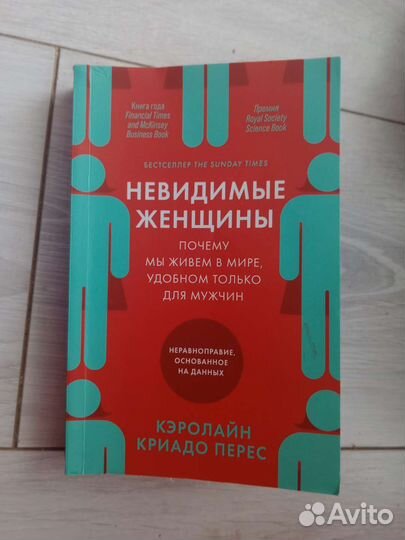 Книга года
Financial Times
and McKinsey
Business Book
Премия
Royal Society
Science Book
БЕСТСЕЛЛЕР THE SUNDAY TIMES
НЕВИДИМЫЕ
ЖЕНЩИНЫ
ПОЧЕМУ
МЫ ЖИВЕМ В МИРЕ,
УДОБНОМ ТОЛЬКО
ДЛЯ МУЖЧИН
НЕРАВНОПРАВИЕ,
ОСНОВАННОЕ
НА ДАННЫХ
КЭРОЛАЙН
КРИАДО ПЕРЕС
Avito